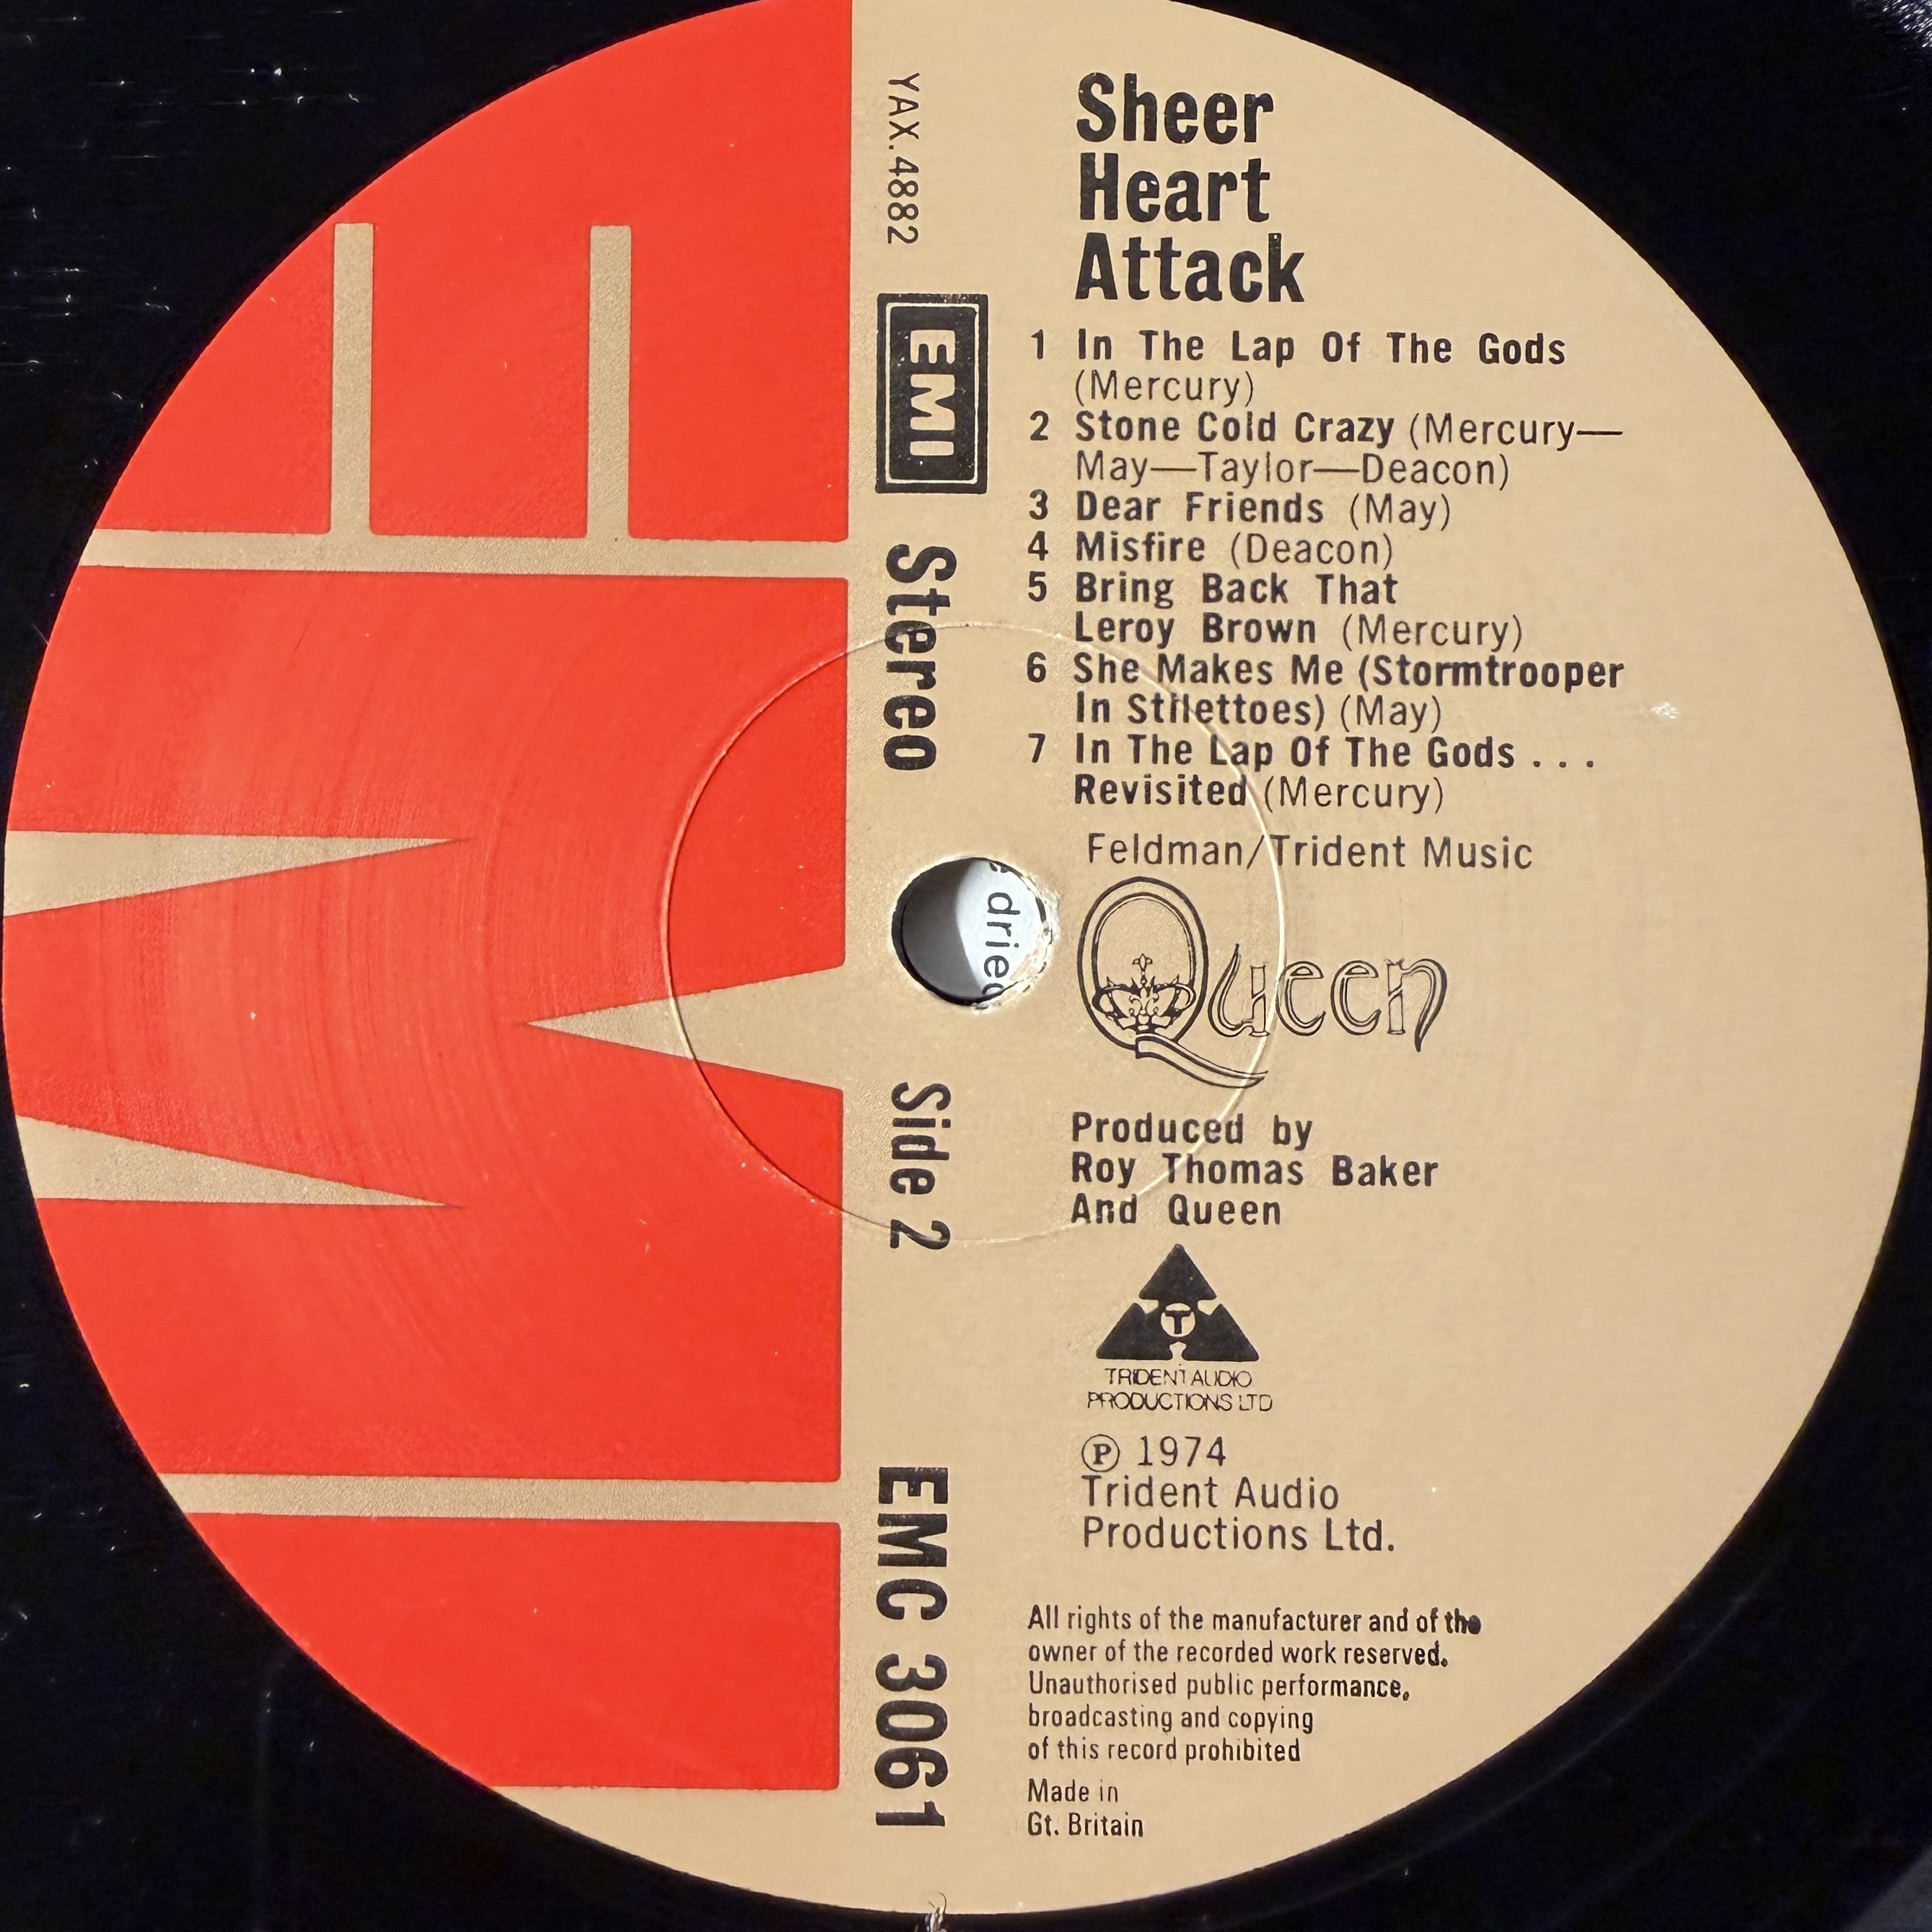 Sheer
Heart
Attack
1 In The Lap Of The Gods
(Mercury)
2 Stone Cold Crazy (Mercury—
May—Taylor—Deacon)
3 Dear Friends (May)
4 Misfire (Deacon)
5 Bring Back That
Leroy Brown (Mercury)
6 She Makes Me (Stormtrooper
In Stilettoes) (May)
7 In The Lap Of The Gods . . .
Revisited (Mercury)
Feldman/Trident Music
Queen
Produced by
Roy Thomas Baker
And Queen
T
TRIDENT AUDIO
PRODUCTIONS LTD
Ⓟ 1974
Trident Audio
Productions Ltd.
All rights of the manufacturer and of the
owner of the recorded work reserved.
Unauthorised public performance,
broadcasting and copying
of this record prohibited
Made in
Gt. Britain
YAX.4882
EMI
Stereo
Side 2
EMC 3061
EMI
dried